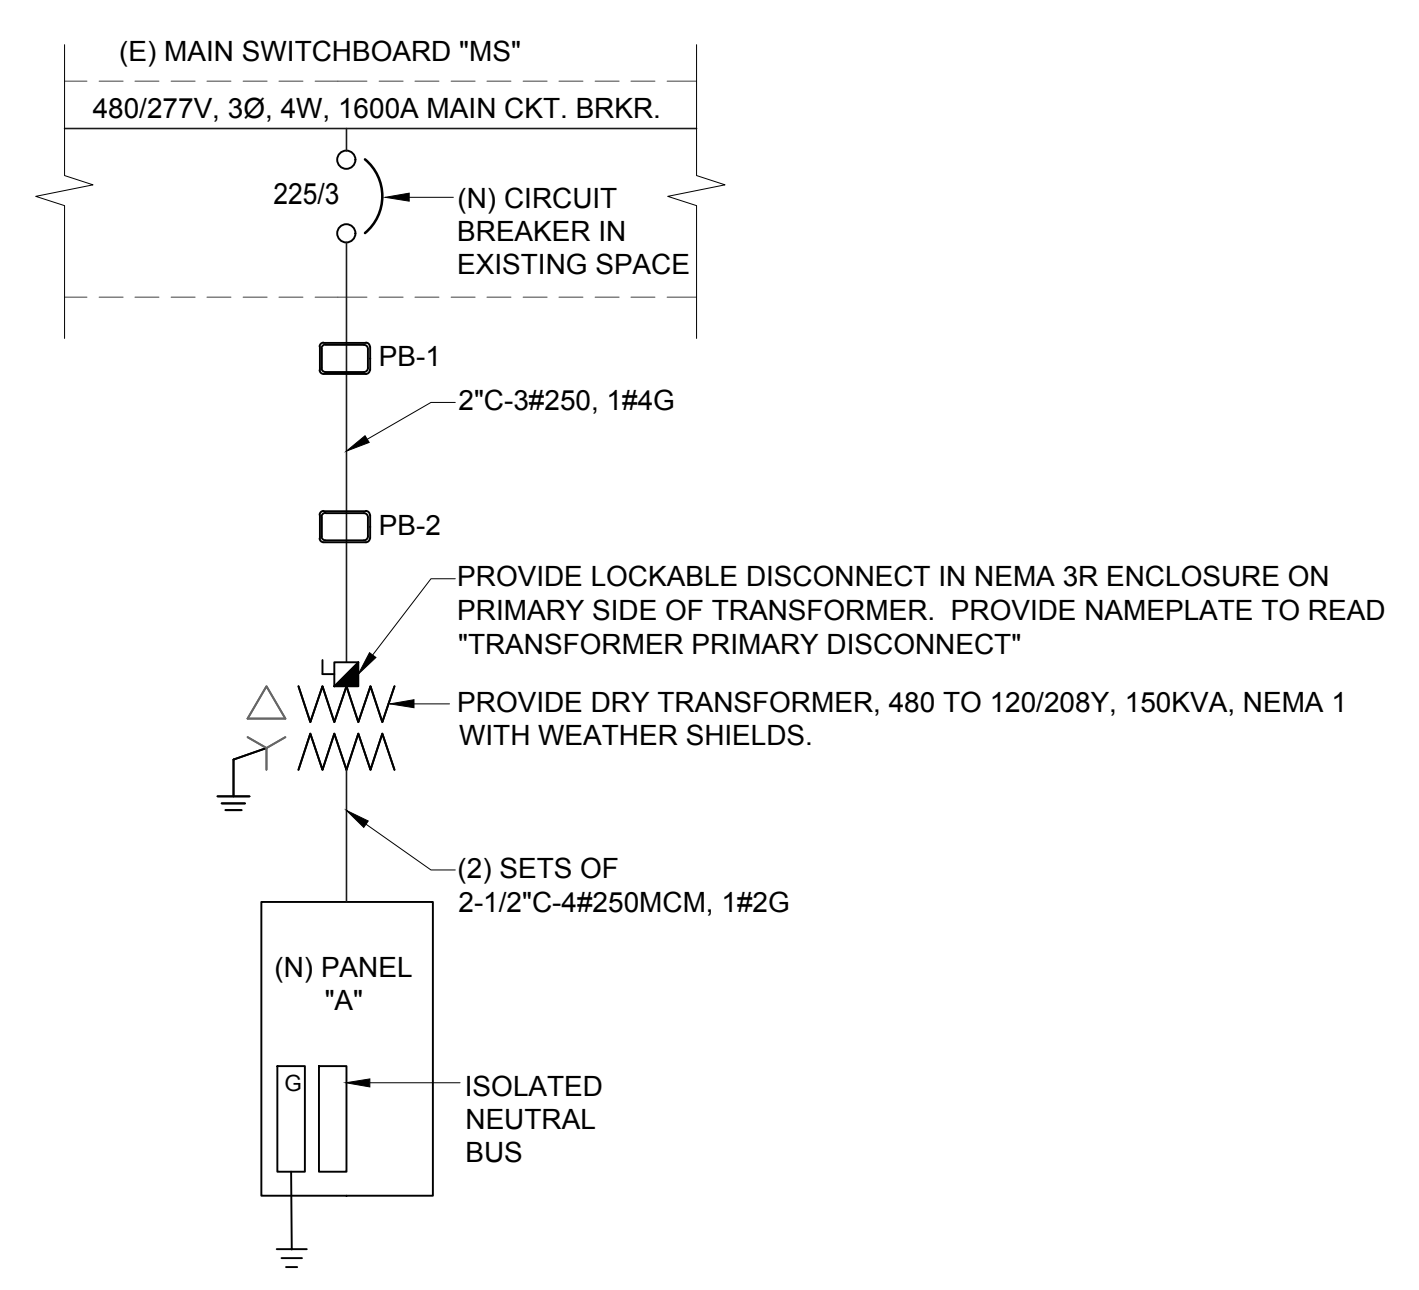 (E) MAIN SWITCHBOARD "MS"
480/277V, 3Ø, 4W, 1600A MAIN CKT. BRKR.
225/3
(N) CIRCUIT
BREAKER IN
EXISTING SPACE
PB-1
2"C-3#250, 1#4G
PB-2
PROVIDE LOCKABLE DISCONNECT IN NEMA 3R ENCLOSURE ON
PRIMARY SIDE OF TRANSFORMER. PROVIDE NAMEPLATE TO READ
"TRANSFORMER PRIMARY DISCONNECT"
PROVIDE DRY TRANSFORMER, 480 TO 120/208Y, 150KVA, NEMA 1
WITH WEATHER SHIELDS.
(2) SETS OF
2-1/2"C-4#250MCM, 1#2G
(N) PANEL
"A"
G
ISOLATED
NEUTRAL
BUS